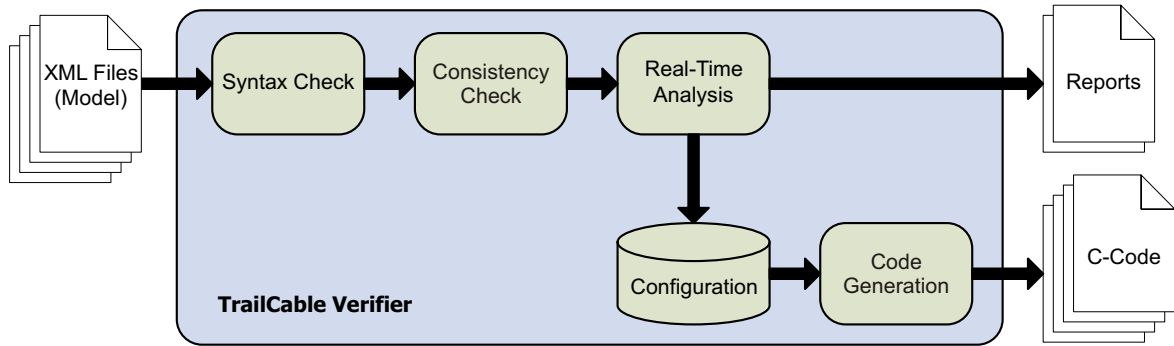 XML Files
(Model)
Syntax Check
Consistency
Check
Real-Time
Analysis
Reports
Configuration
Code
Generation
C-Code
TrailCable Verifier